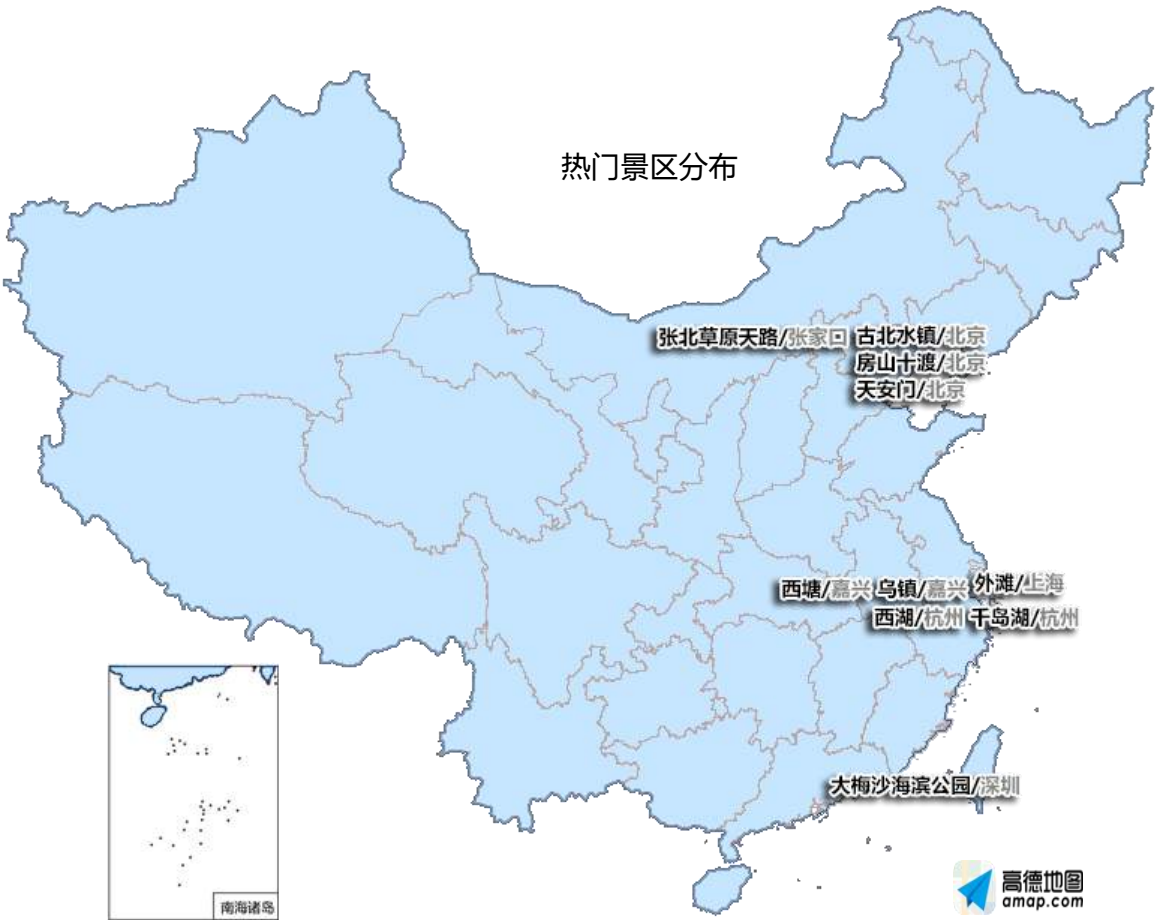 热门景区分布
张北草原天路/张家口 古北水镇/北京
房山十渡/北京
天安门/北京
西塘/嘉兴 乌镇/嘉兴 外滩/上海
西湖/杭州 千岛湖/杭州
大梅沙海滨公园/深圳
南海诸岛
高德地图
amap.com